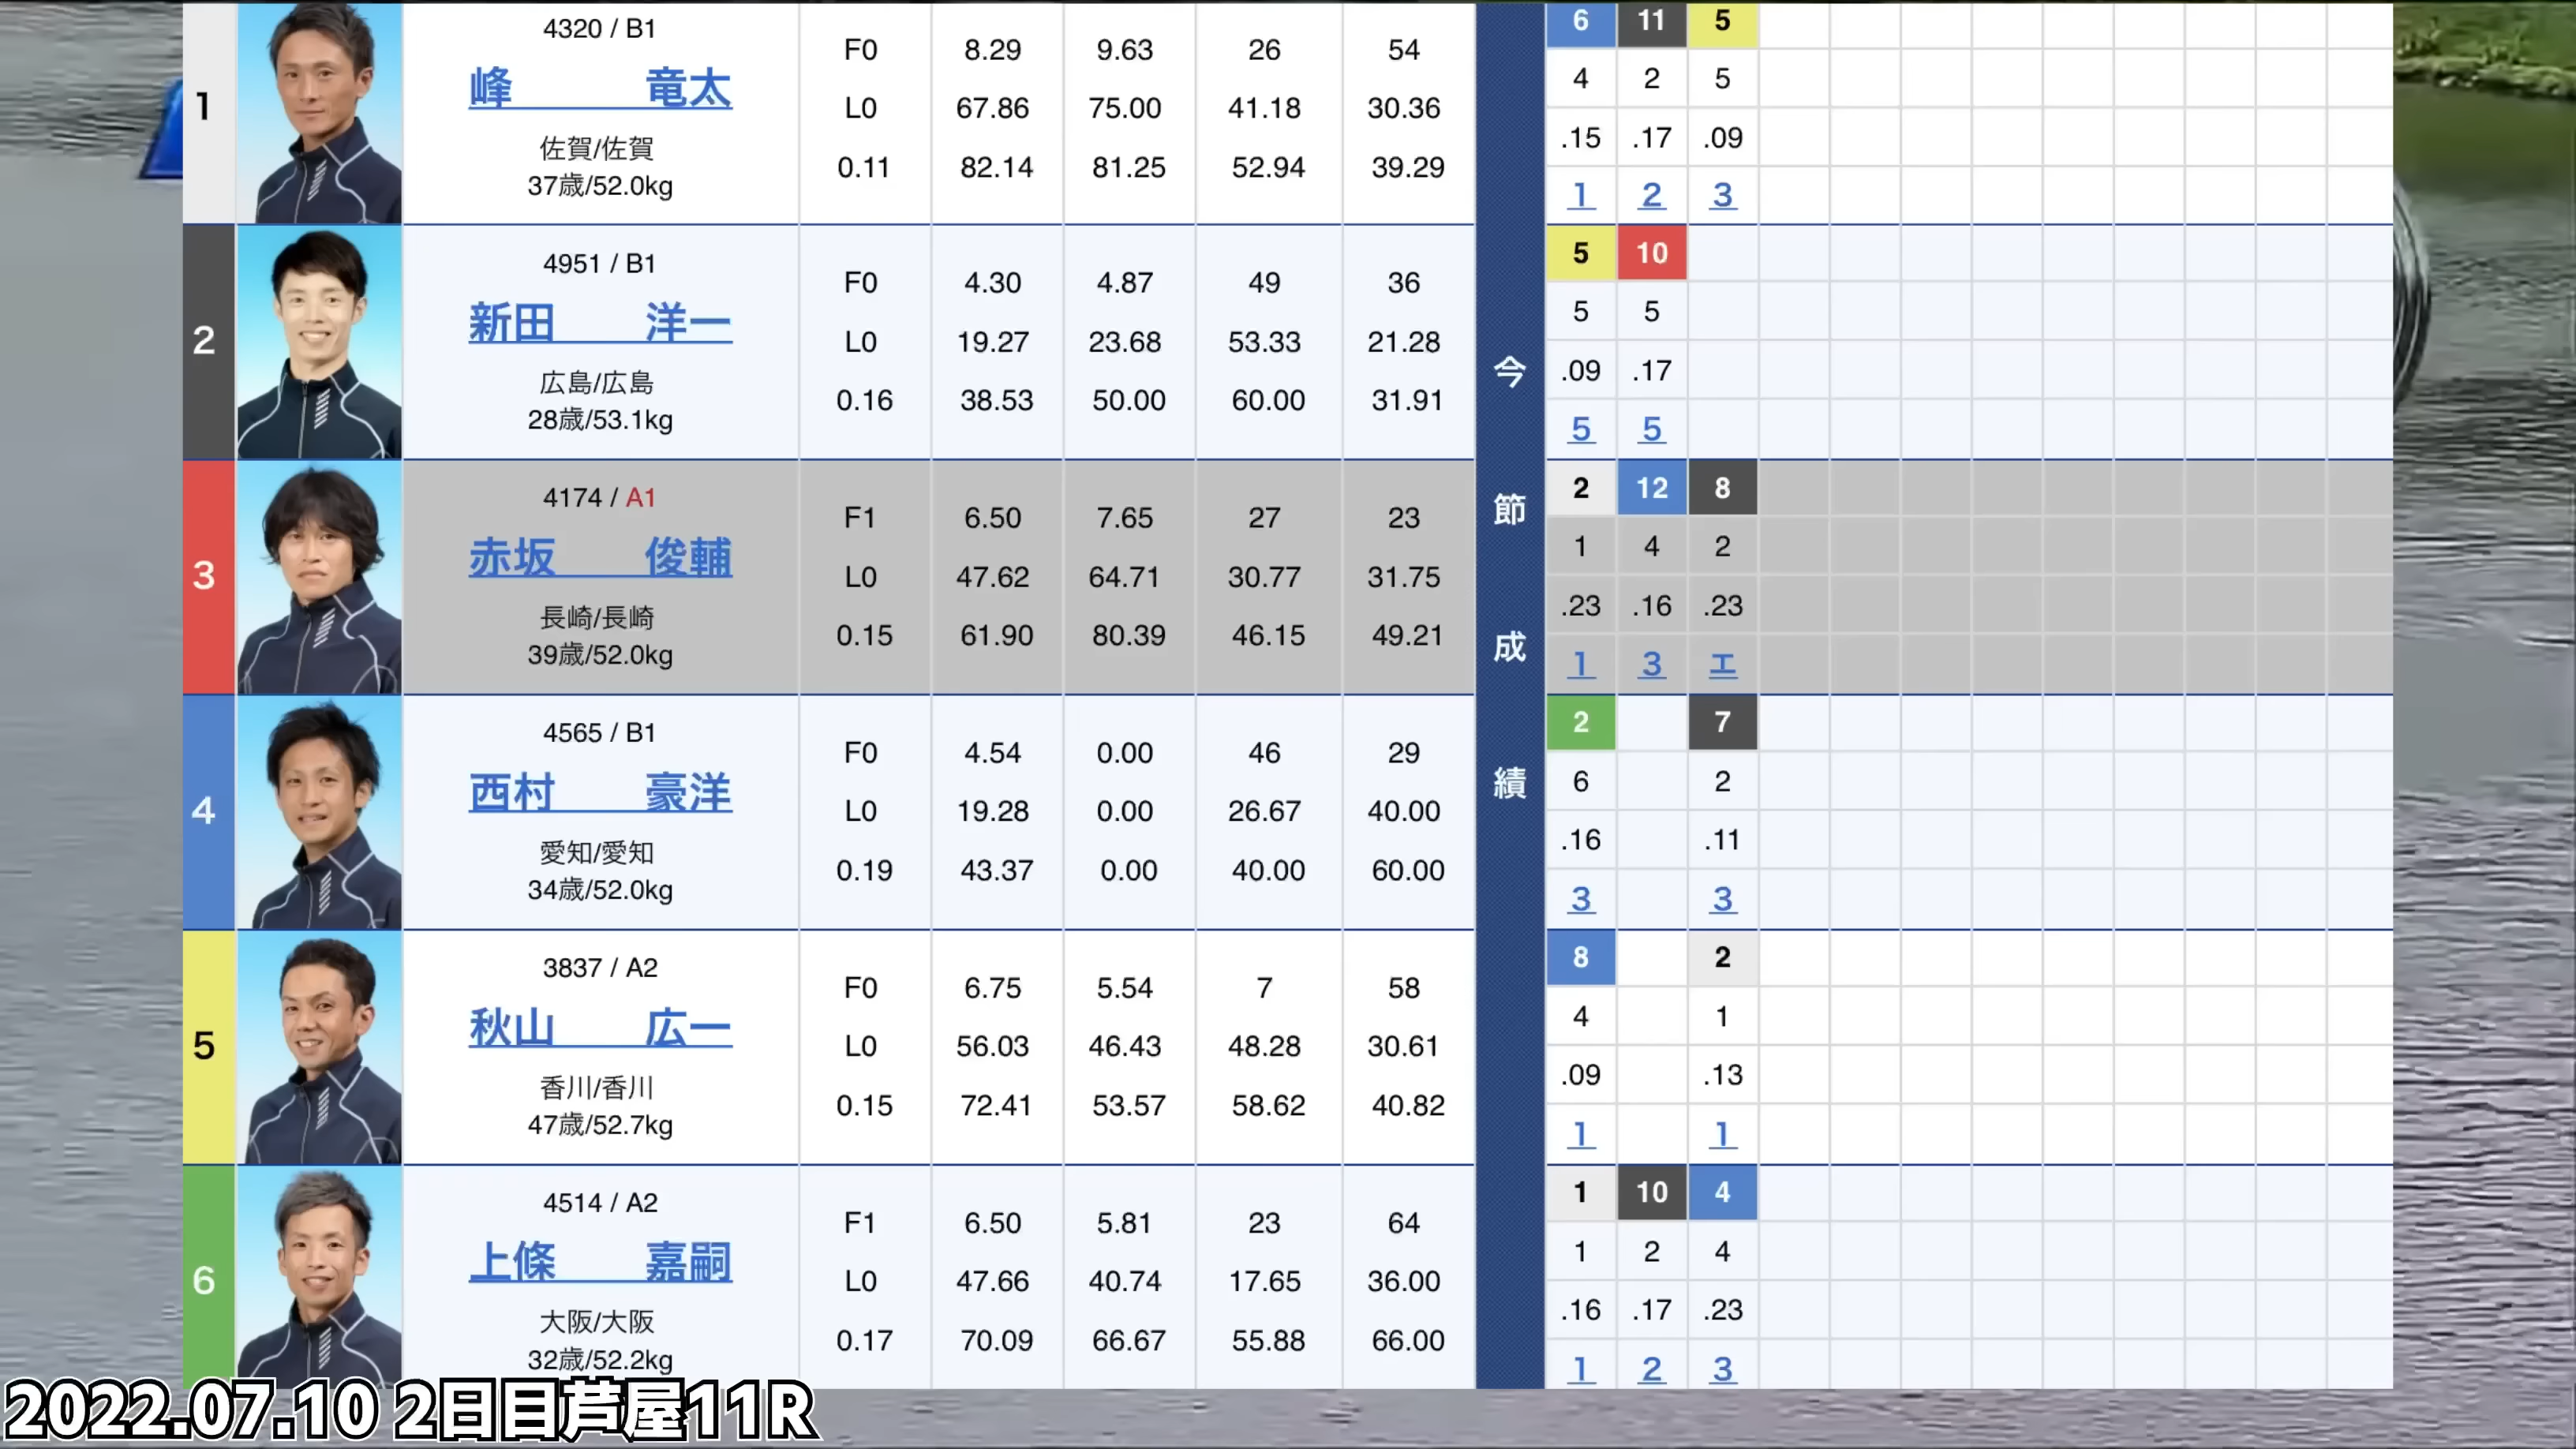 1
4320 / B1
峰 竜太
佐賀/佐賀
37歳/52.0kg
F0 8.29 9.63 26 54
L0 67.86 75.00 41.18 30.36
0.11 82.14 81.25 52.94 39.29
6 11 5
4 2 5
.15 .17 .09
1 2 3
2
4951 / B1
新田 洋一
広島/広島
28歳/53.1kg
F0 4.30 4.87 49 36
L0 19.27 23.68 53.33 21.28
0.16 38.53 50.00 60.00 31.91
5 10
5 5
.09 .17
5 5
3
4174 / A1
赤坂 俊輔
長崎/長崎
39歳/52.0kg
F1 6.50 7.65 27 23
L0 47.62 64.71 30.77 31.75
0.15 61.90 80.39 46.15 49.21
2 12 8
1 4 2
.23 .16 .23
1 3 エ
4
4565 / B1
西村 豪洋
愛知/愛知
34歳/52.0kg
F0 4.54 0.00 46 29
L0 19.28 0.00 26.67 40.00
0.19 43.37 0.00 40.00 60.00
2 7
6 2
.16 .11
3 3
5
3837 / A2
秋山 広一
香川/香川
47歳/52.7kg
F0 6.75 5.54 7 58
L0 56.03 46.43 48.28 30.61
0.15 72.41 53.57 58.62 40.82
8 2
4 1
.09 .13
1 1
6
4514 / A2
上條 嘉嗣
大阪/大阪
32歳/52.2kg
F1 6.50 5.81 23 64
L0 47.66 40.74 17.65 36.00
0.17 70.09 66.67 55.88 66.00
1 10 4
1 2 4
.16 .17 .23
1 2 3
今節成績
2022.07.10 2日目芦屋11R